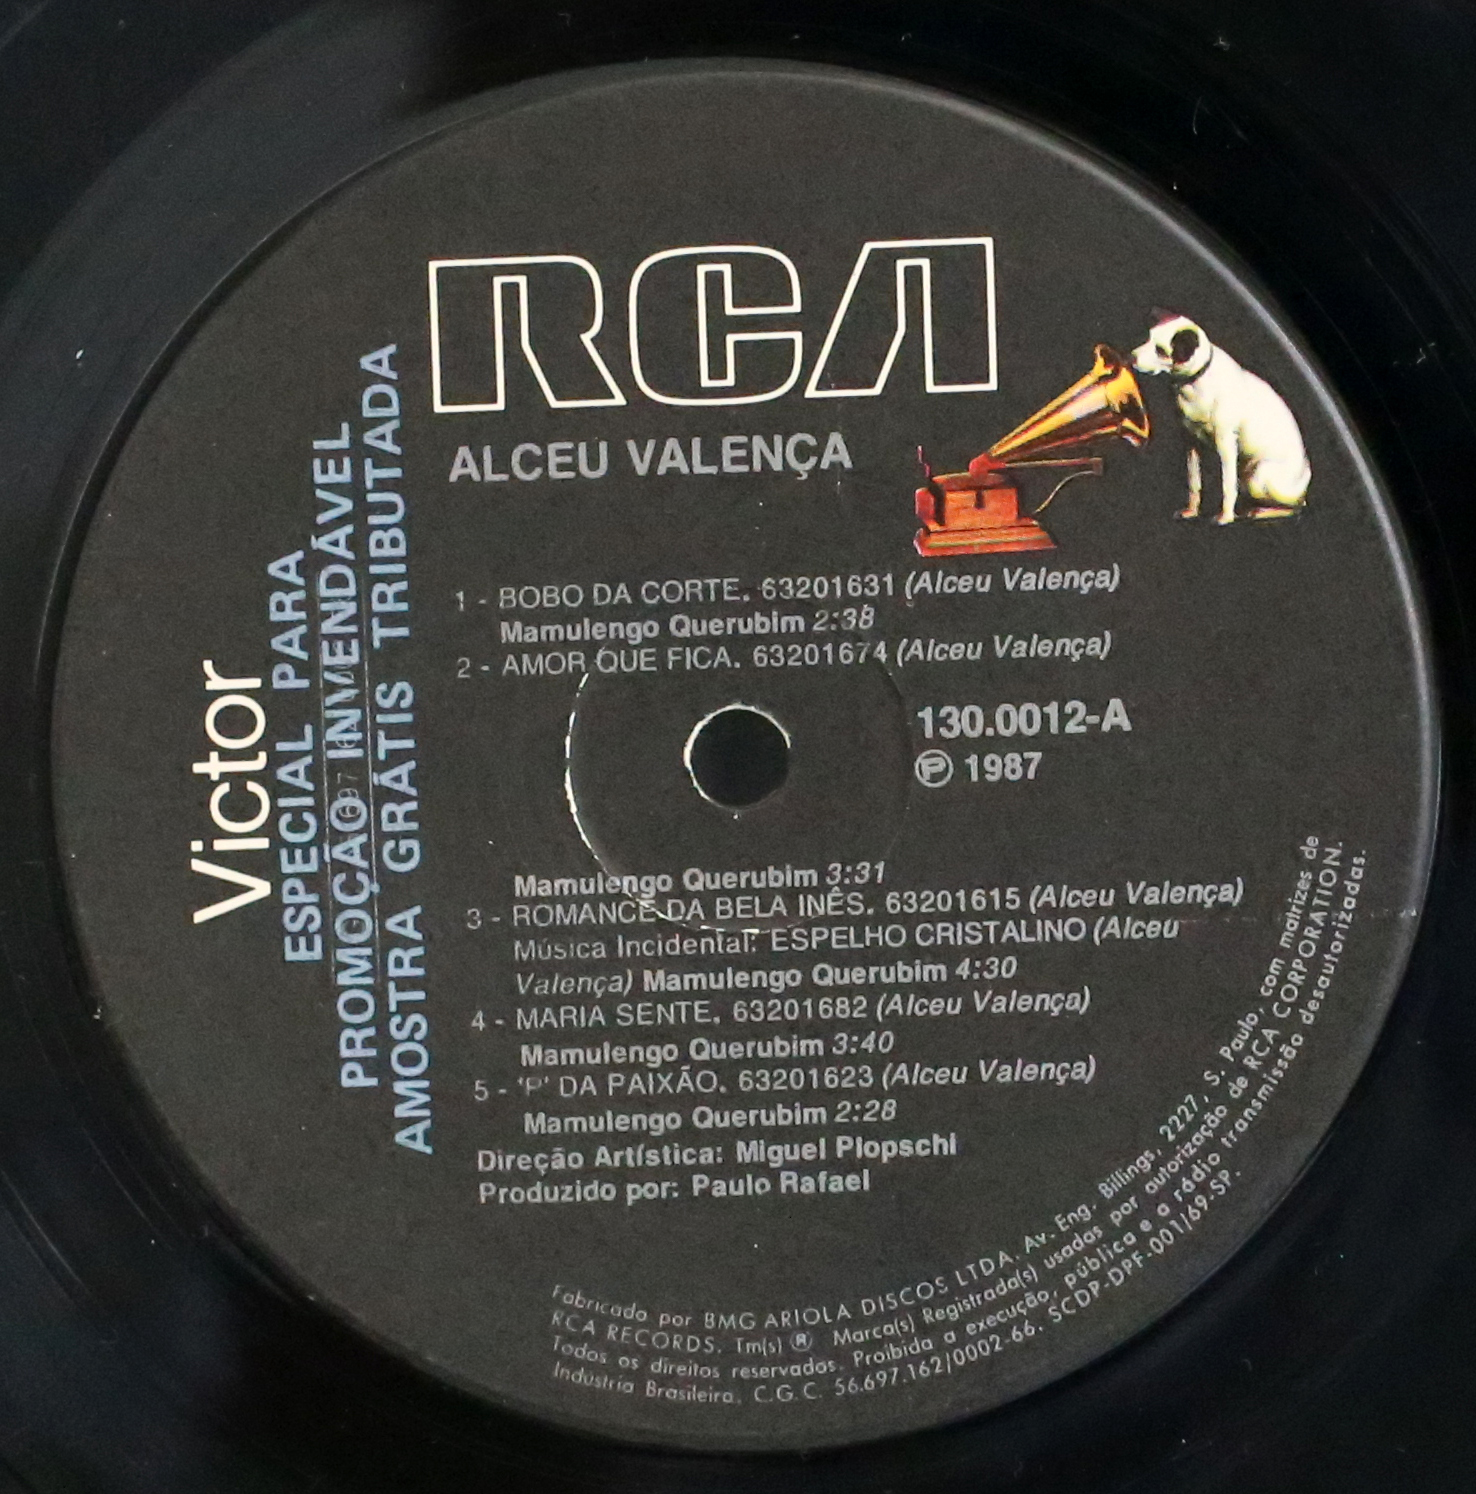 RCA
Victor
ESPECIAL PARA
PROMOÇÃO INVENDÁVEL
AMOSTRA GRÁTIS TRIBUTADA
ALCEU VALENÇA
1 - BOBO DA CORTE. 63201631 (Alceu Valença)
Mamulengo Querubim 2:38
2 - AMOR QUE FICA. 63201674 (Alceu Valença)
130.0012-A
Ⓟ 1987
Mamulengo Querubim 3:31
3 - ROMANCE DA BELA INÊS. 63201615 (Alceu Valença)
Música Incidental: ESPELHO CRISTALINO (Alceu
Valença) Mamulengo Querubim 4:30
4 - MARIA SENTE. 63201682 (Alceu Valença)
Mamulengo Querubim 3:40
5 - 'P' DA PAIXÃO. 63201623 (Alceu Valença)
Mamulengo Querubim 2:28
Direção Artística: Miguel Plopschi
Produzido por: Paulo Rafael
Fabricado por BMG ARIOLA DISCOS LTDA. Av. Eng. Billings, 2227, S. Paulo, com matrizes de
RCA RECORDS. Tm(s) ® Marca(s) Registrada(s) usadas por autorização de RCA CORPORATION.
Todos os direitos reservados. Proibida a execução, pública e a rádio transmissão desautorizadas.
Indústria Brasileira. C.G.C. 56.697.162/0002-66. SCDP-DPF-001/69-SP.